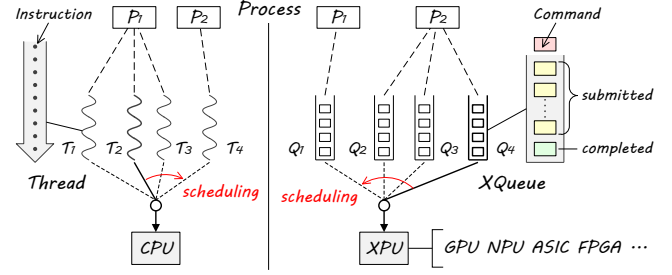 Process
Instruction
P1
P2
T1
T2
T3
T4
Thread
scheduling
CPU
P1
P2
Command
submitted
completed
Q1
Q2
Q3
Q4
XQueue
scheduling
XPU
GPU NPU ASIC FPGA ...